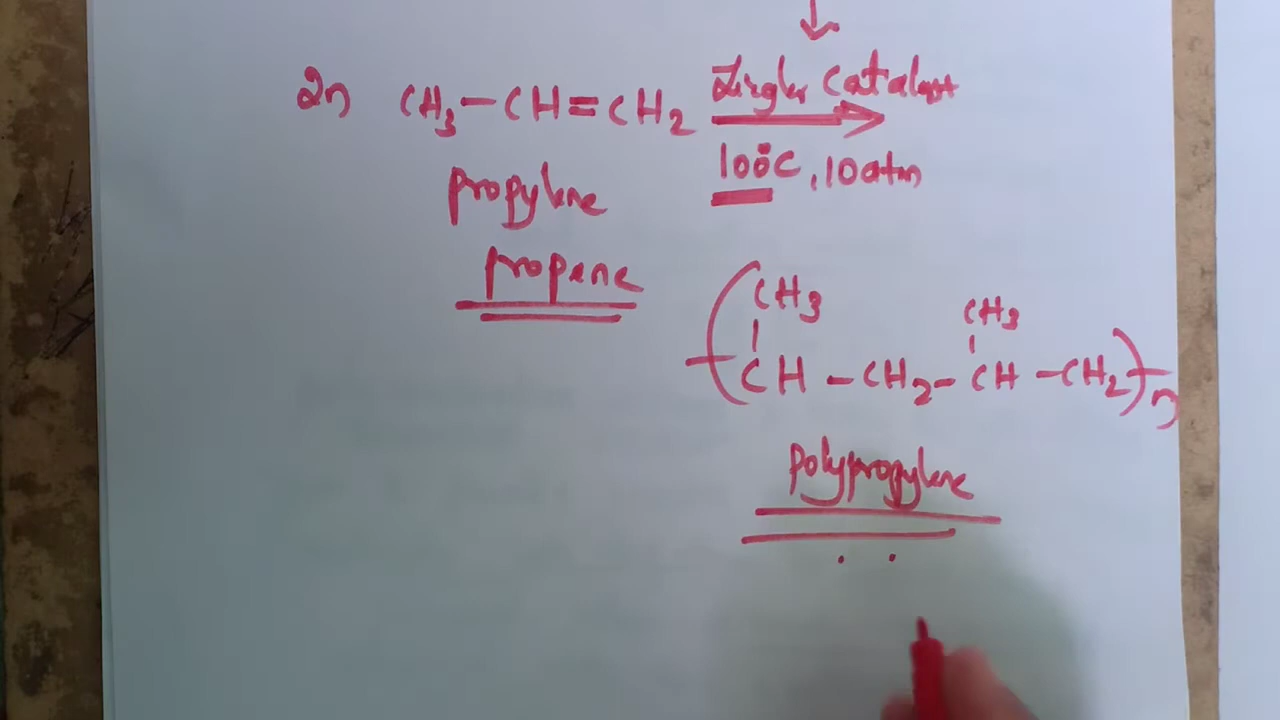 2n CH3-CH=CH2 Ziegler Catalyst
100°C, 10atm
propylene
propene
CH3 CH3
(CH-CH2-CH-CH2)n
polypropylene